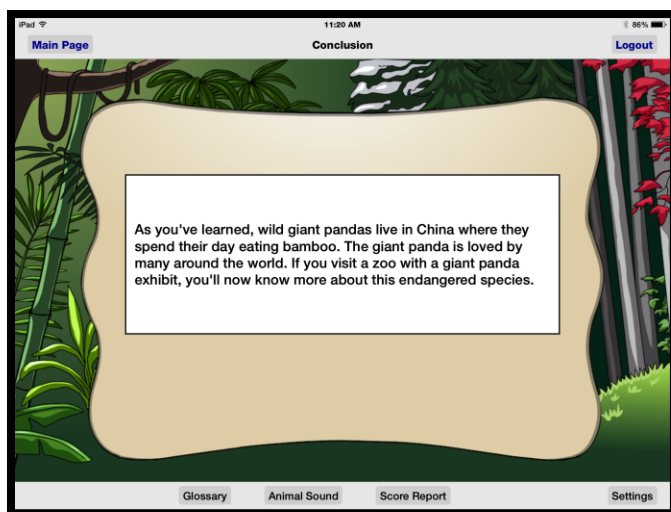 iPad 11:20 AM 86%
Main Page Conclusion Logout
As you've learned, wild giant pandas live in China where they
spend their day eating bamboo. The giant panda is loved by
many around the world. If you visit a zoo with a giant panda
exhibit, you'll now know more about this endangered species.
Glossary Animal Sound Score Report Settings